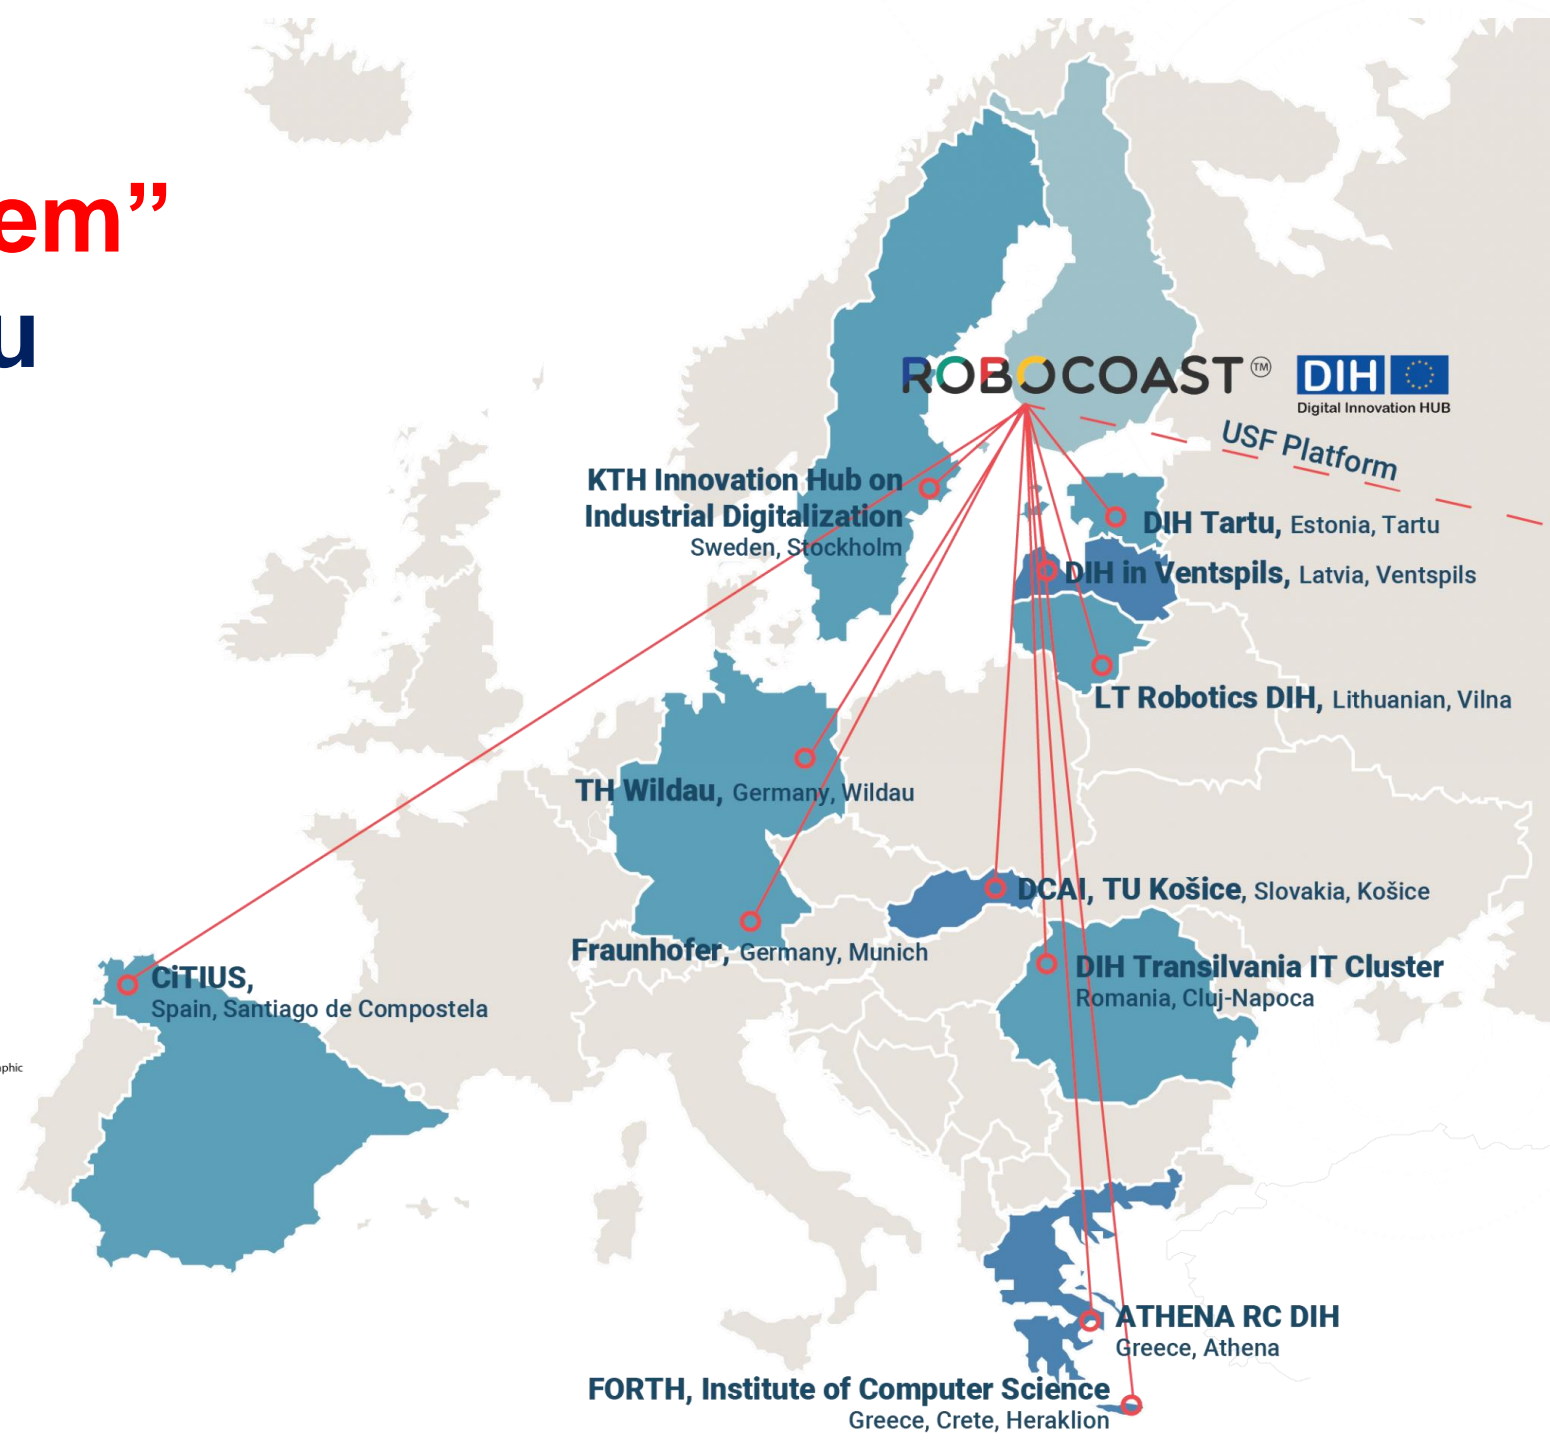 em”
u
ROBOCOAST™
DIH
Digital Innovation HUB
USF Platform
KTH Innovation Hub on
Industrial Digitalization
Sweden, Stockholm
DIH Tartu, Estonia, Tartu
DIH in Ventspils, Latvia, Ventspils
LT Robotics DIH, Lithuanian, Vilna
TH Wildau, Germany, Wildau
DCAI, TU Košice, Slovakia, Košice
Fraunhofer, Germany, Munich
DIH Transilvania IT Cluster
Romania, Cluj-Napoca
CiTIUS,
Spain, Santiago de Compostela
phic
ATHENA RC DIH
Greece, Athena
FORTH, Institute of Computer Science
Greece, Crete, Heraklion